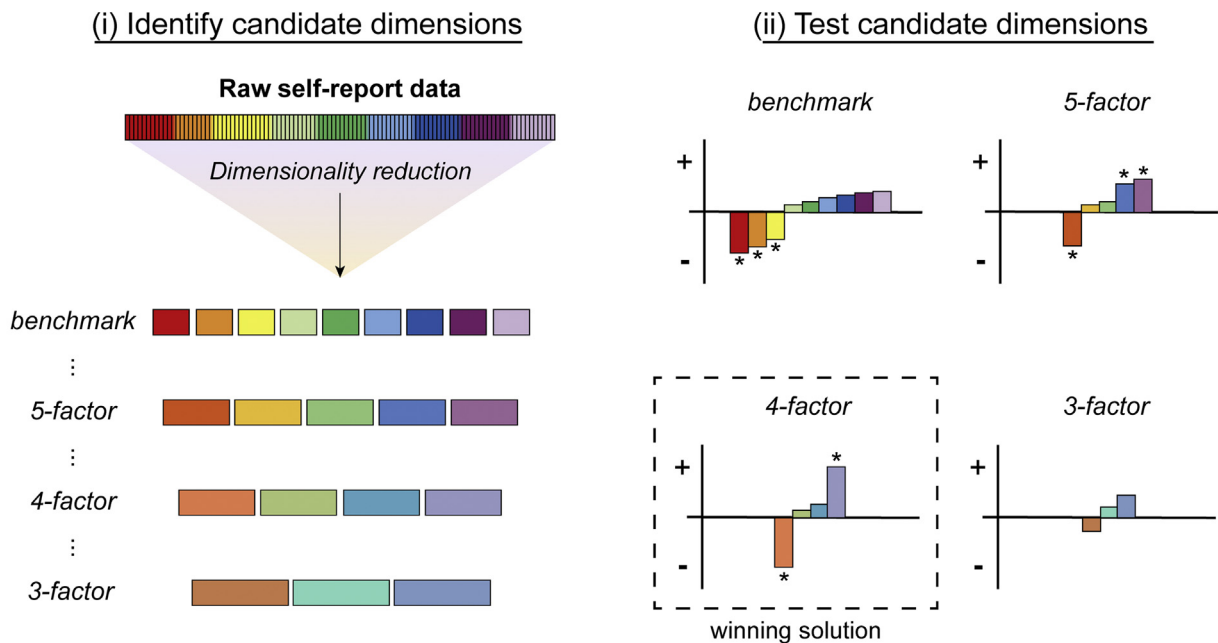 (i) Identify candidate dimensions
Raw self-report data
Dimensionality reduction
benchmark
⋮
5-factor
⋮
4-factor
⋮
3-factor
(ii) Test candidate dimensions
benchmark
+
-
* * *
5-factor
+
-
* *
*
4-factor
+
-
*
*
winning solution
3-factor
+
-